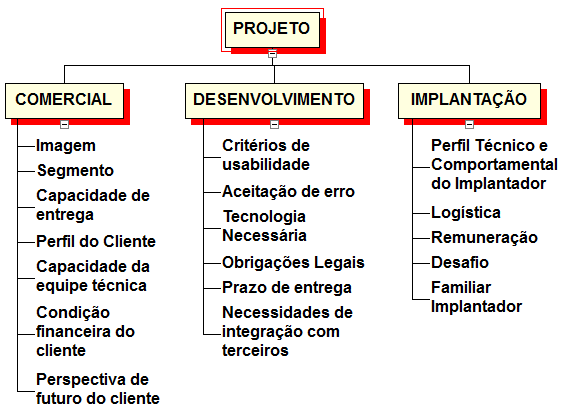 PROJETO
COMERCIAL
Imagem
Segmento
Capacidade de
entrega
Perfil do Cliente
Capacidade da
equipe técnica
Condição
financeira do
cliente
Perspectiva de
futuro do cliente
DESENVOLVIMENTO
Critérios de
usabilidade
Aceitação de erro
Tecnologia
Necessária
Obrigações Legais
Prazo de entrega
Necessidades de
integração com
terceiros
IMPLANTAÇÃO
Perfil Técnico e
Comportamental
do Implantador
Logística
Remuneração
Desafio
Familiar
Implantador